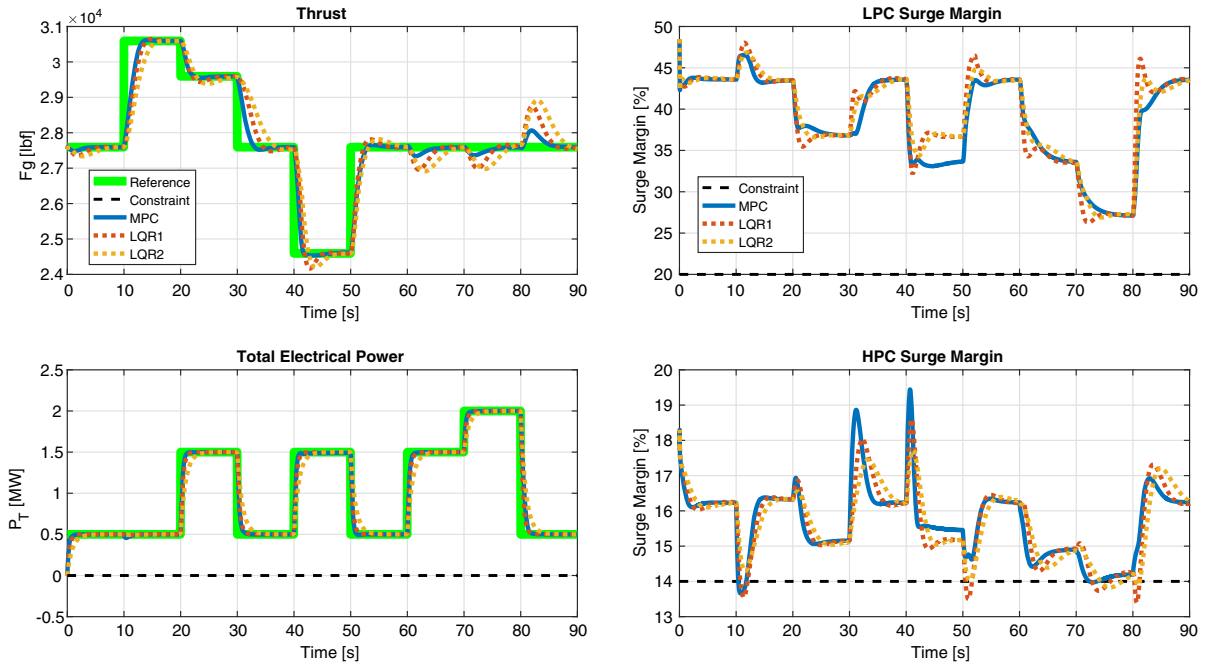 Thrust
×10⁴
3.1
3
2.9
2.8
2.7
2.6
2.5
2.4
Fg [lbf]
Reference
Constraint
MPC
LQR1
LQR2
0 10 20 30 40 50 60 70 80 90
Time [s]
LPC Surge Margin
50
45
40
35
30
25
20
Surge Margin [%]
Constraint
MPC
LQR1
LQR2
0 10 20 30 40 50 60 70 80 90
Time [s]
Total Electrical Power
2.5
2
1.5
1
0.5
0
-0.5
P_T [MW]
0 10 20 30 40 50 60 70 80 90
Time [s]
HPC Surge Margin
20
19
18
17
16
15
14
13
Surge Margin [%]
0 10 20 30 40 50 60 70 80 90
Time [s]